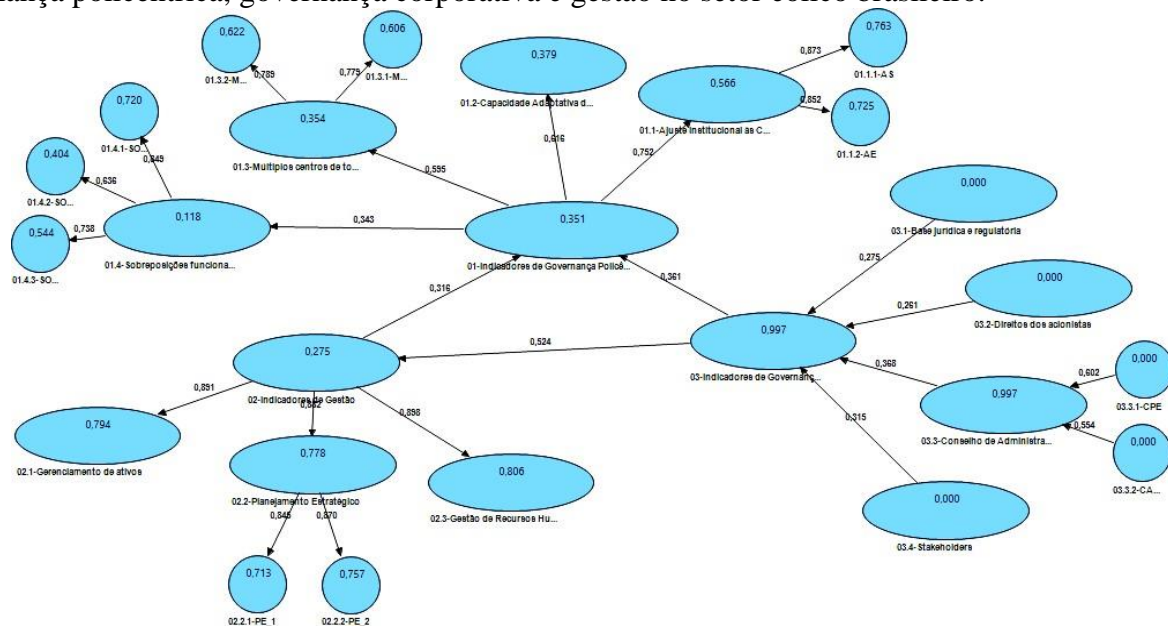 governança corporativa e gestão no setor eólico brasileiro.
0,622
01.3.2-M...
0,606
01.3.1-M...
0,789
0,779
0,354
01.3-Múltiplos centros de to...
0,379
01.2-Capacidade Adaptativa d...
0,763
01.1.1-AS
0,873
0,566
01.1-Ajuste Institucional às C...
0,852
0,725
01.1.2-AE
0,720
01.4.1-SO...
0,849
0,404
01.4.2-SO...
0,636
0,544
01.4.3-SO...
0,738
0,118
01.4-Sobreposições funciona...
0,595
0,616
0,752
0,343
0,351
01-Indicadores de Governança Policê...
0,000
03.1-Base jurídica e regulatória
0,275
0,000
03.2-Direitos dos acionistas
0,261
0,316
0,361
0,997
03-Indicadores de Governanç...
0,524
0,368
0,000
03.3.1-CPE
0,602
0,997
03.3-Conselho de Administra...
0,554
0,000
03.3.2-CA...
0,315
0,000
03.4-Stakeholders
0,275
02-Indicadores de Gestão
0,891
0,882
0,898
0,794
02.1-Gerenciamento de ativos
0,778
02.2-Planejamento Estratégico
0,806
02.3-Gestão de Recursos Hu...
0,845
0,870
0,713
02.2.1-PE_1
0,757
02.2.2-PE_2